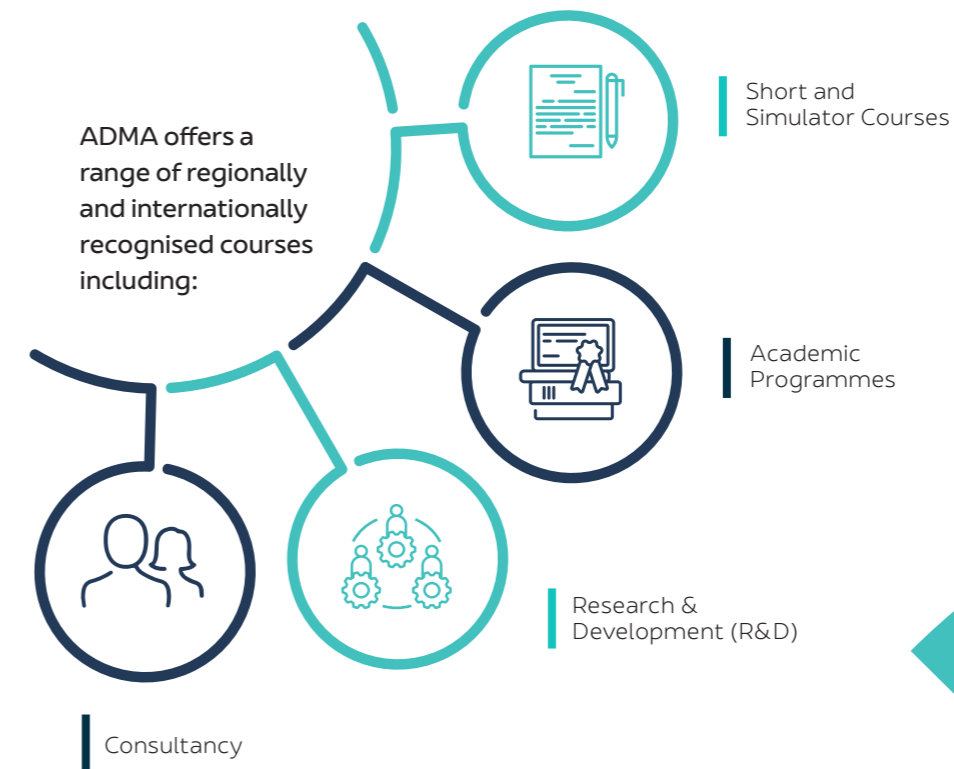 ADMA offers a
range of regionally
and internationally
recognised courses
including:
Short and
Simulator Courses
Academic
Programmes
Research &
Development (R&D)
Consultancy